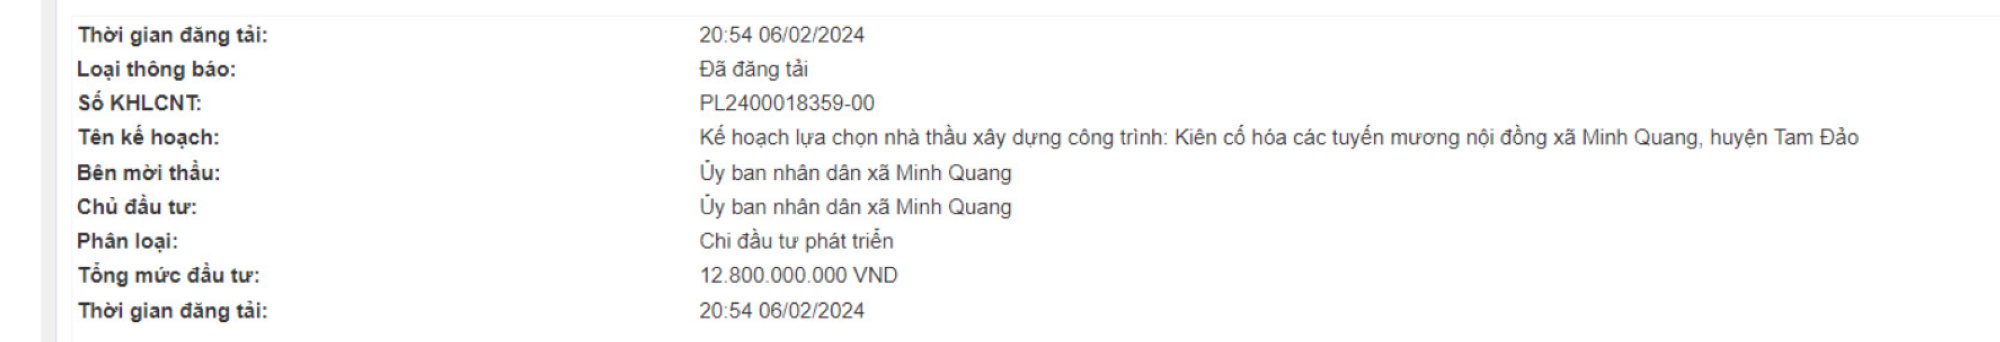 Thời gian đăng tải: 20:54 06/02/2024
Loại thông báo: Đã đăng tải
Số KHLCNT: PL2400018359-00
Tên kế hoạch: Kế hoạch lựa chọn nhà thầu xây dựng công trình: Kiên cố hóa các tuyến mương nội đồng xã Minh Quang, huyện Tam Đảo
Bên mời thầu: Ủy ban nhân dân xã Minh Quang
Chủ đầu tư: Ủy ban nhân dân xã Minh Quang
Phân loại: Chi đầu tư phát triển
Tổng mức đầu tư: 12.800.000.000 VND
Thời gian đăng tải: 20:54 06/02/2024